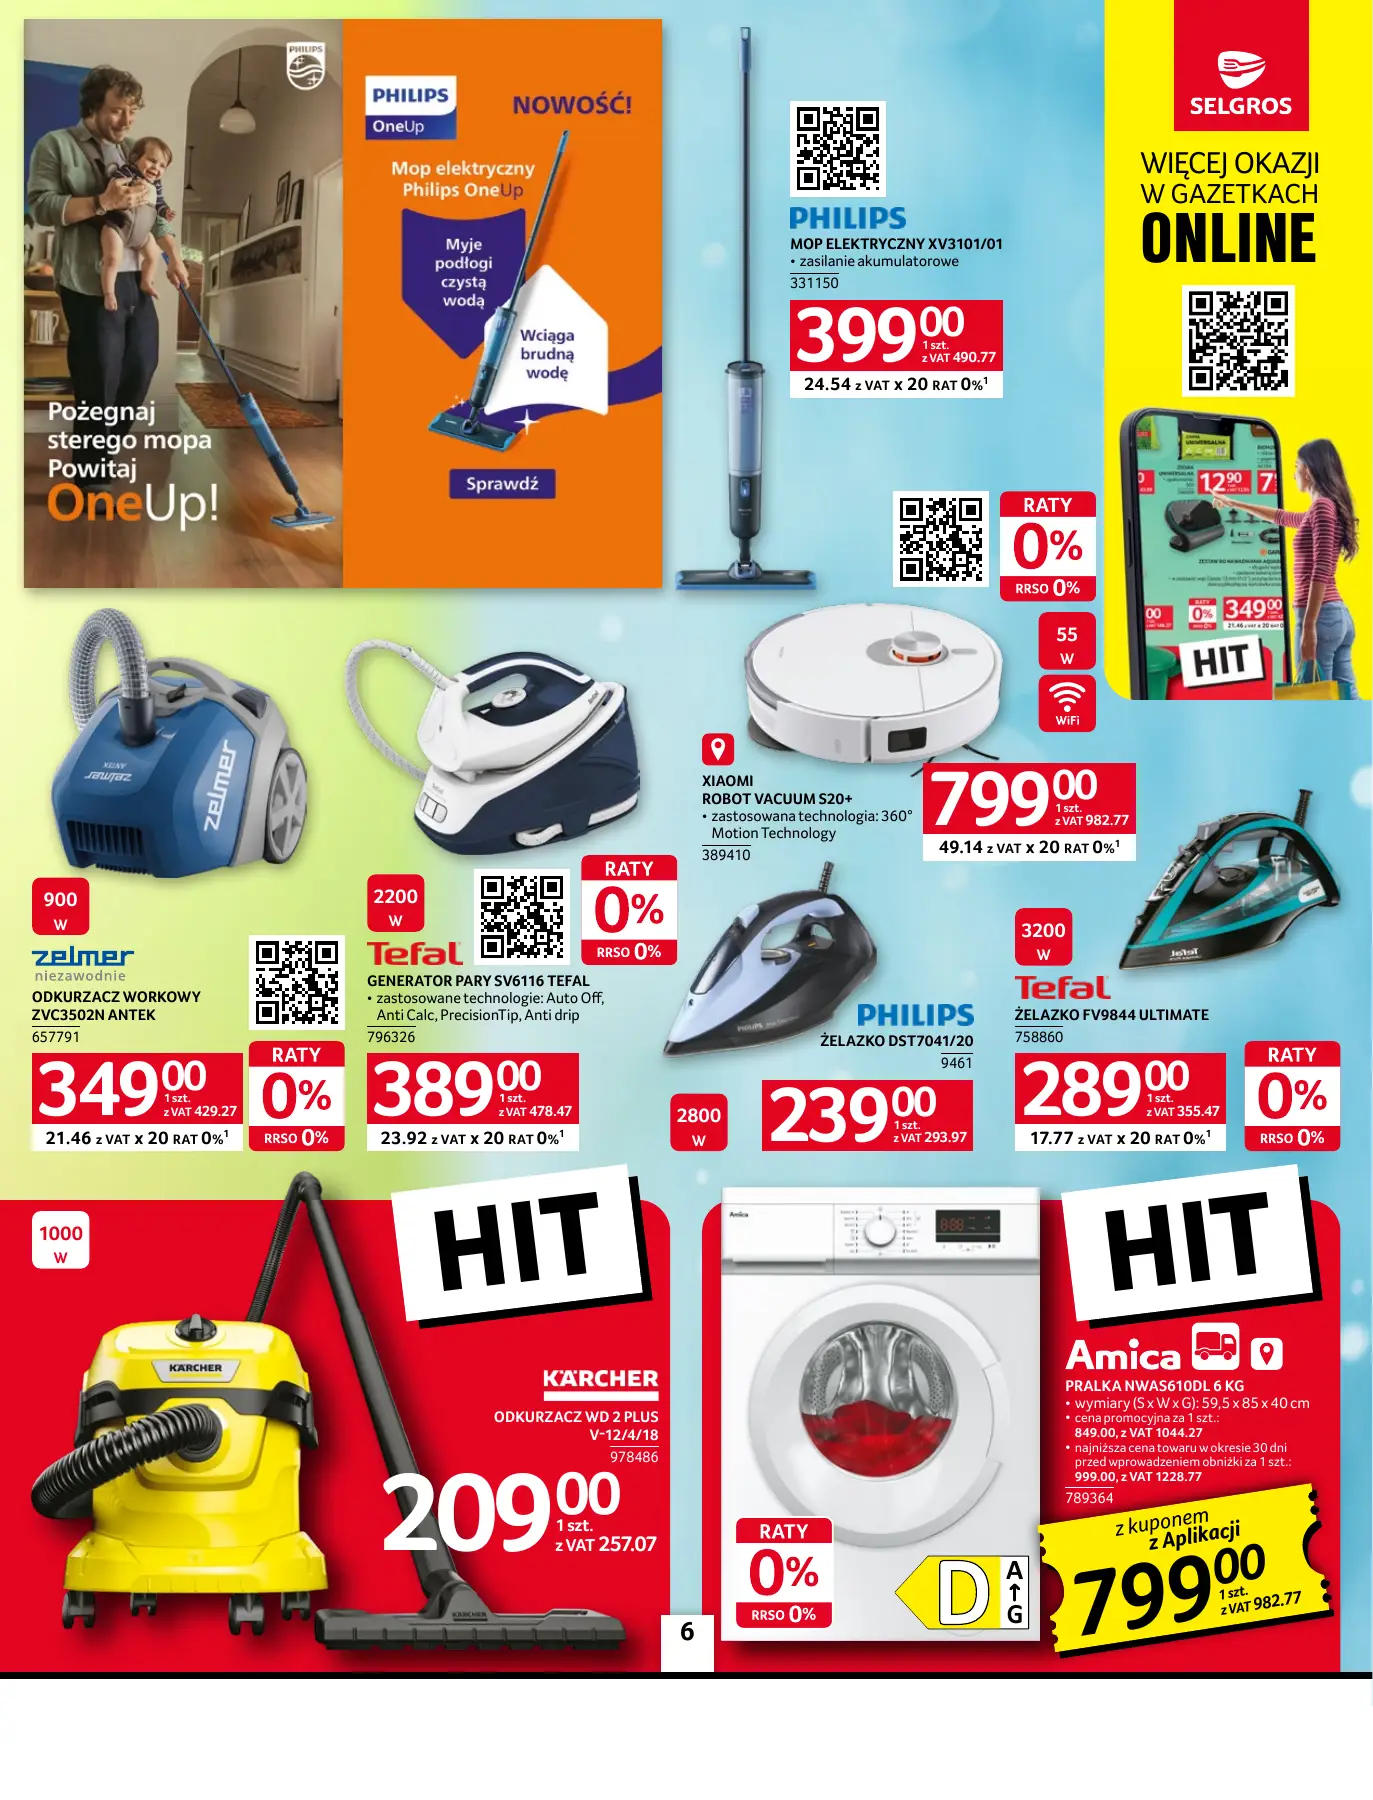 PHILIPS
Pożegnaj
sterego mopa
Powitaj
OneUp!
PHILIPS
OneUp
NOWOŚĆ!
Mop elektryczny
Philips OneUp
Myje
podłogi
czystą
wodą
Wciąga
brudną
wodę
Sprawdź
PHILIPS
MOP ELEKTRYCZNY XV3101/01
• zasilanie akumulatorowe
331150
399 00
1 szt.
z VAT 490.77
24.54 z VAT x 20 RAT 0%¹
RATY
0%
RRSO 0%
SELGROS
WIĘCEJ OKAZJI
W GAZETKACH
ONLINE
12 90
349 00
HIT
55
W
WiFi
XIAOMI
ROBOT VACUUM S20+
• zastosowana technologia: 360°
Motion Technology
389410
799 00
1 szt.
z VAT 982.77
49.14 z VAT x 20 RAT 0%¹
zelmer
zelmer
ANTEK
900
W
zelmer
niezawodnie
ODKURZACZ WORKOWY
ZVC3502N ANTEK
657791
349 00
1 szt.
z VAT 429.27
21.46 z VAT x 20 RAT 0%¹
RATY
0%
RRSO 0%
Tefal
2200
W
Tefal
GENERATOR PARY SV6116 TEFAL
• zastosowane technologie: Auto Off,
Anti Calc, PrecisionTip, Anti drip
796326
389 00
1 szt.
z VAT 478.47
23.92 z VAT x 20 RAT 0%¹
RATY
0%
RRSO 0%
PHILIPS
PHILIPS
ŻELAZKO DST7041/20
9461
2800
W
239 00
1 szt.
z VAT 293.97
Tefal
3200
W
Tefal
ŻELAZKO FV9844 ULTIMATE
758860
289 00
1 szt.
z VAT 355.47
17.77 z VAT x 20 RAT 0%¹
RATY
0%
RRSO 0%
1000
W
HIT
KÄRCHER
KÄRCHER
KÄRCHER
ODKURZACZ WD 2 PLUS
V-12/4/18
978486
209 00
1 szt.
z VAT 257.07
Amica
HIT
Amica
PRALKA NWAS610DL 6 KG
• wymiary (S x W x G): 59,5 x 85 x 40 cm
• cena promocyjna za 1 szt.:
849.00, z VAT 1044.27
• najniższa cena towaru w okresie 30 dni
przed wprowadzeniem obniżki za 1 szt.:
999.00, z VAT 1228.77
789364
z kuponem
z Aplikacji
799 00
1 szt.
z VAT 982.77
RATY
0%
RRSO 0%
D
A
↑
G
6